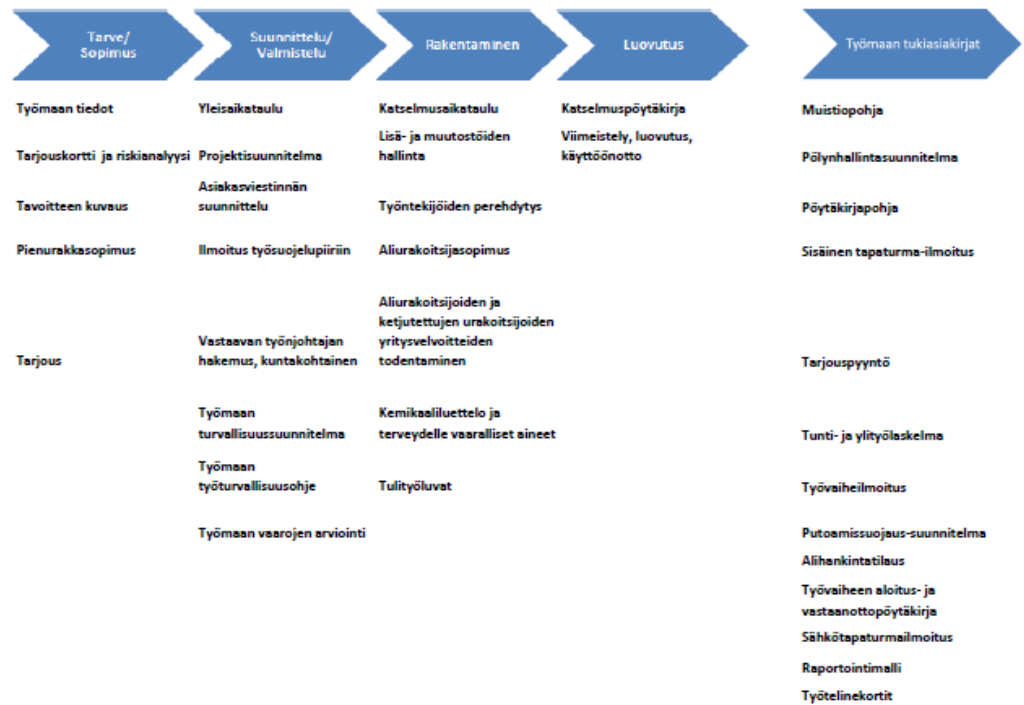 Tarve/
Sopimus
Suunnittelu/
Valmistelu
Rakentaminen
Luovutus
Työmaan tukiasiakirjat
Työmaan tiedot
Tarjouskortti ja riskianalyysi
Tavoitteen kuvaus
Pienurakkasopimus
Tarjous
Yleisaikataulu
Projektisuunnitelma
Asiakasviestinnän
suunnittelu
Ilmoitus työsuojelupiiriin
Vastaavan työnjohtajan
hakemus, kuntakohtainen
Työmaan
turvallisuussuunnitelma
Työmaan
työturvallisuusohje
Työmaan vaarojen arviointi
Katselmusaikataulu
Lisä- ja muutostöiden
hallinta
Työntekijöiden perehdytys
Aliurakoitsijasopimus
Aliurakoitsijoiden ja
ketjutettujen urakoitsijoiden
yritysvelvoitteiden
todentaminen
Kemikaaliluettelo ja
terveydelle vaaralliset aineet
Tulityöluvat
Katselmuspöytäkirja
Viimeistely, luovutus,
käyttöönotto
Muistiopohja
Pölynhallintasuunnitelma
Pöytäkirjapohja
Sisäinen tapaturma-ilmoitus
Tarjouspyyntö
Tunti- ja ylityölaskelma
Työvaiheilmoitus
Putoamissuojaus-suunnitelma
Alihankintatilaus
Työvaiheen aloitus- ja
vastaanottopöytäkirja
Sähkötapaturmailmoitus
Raportointimalli
Työtelinekortit